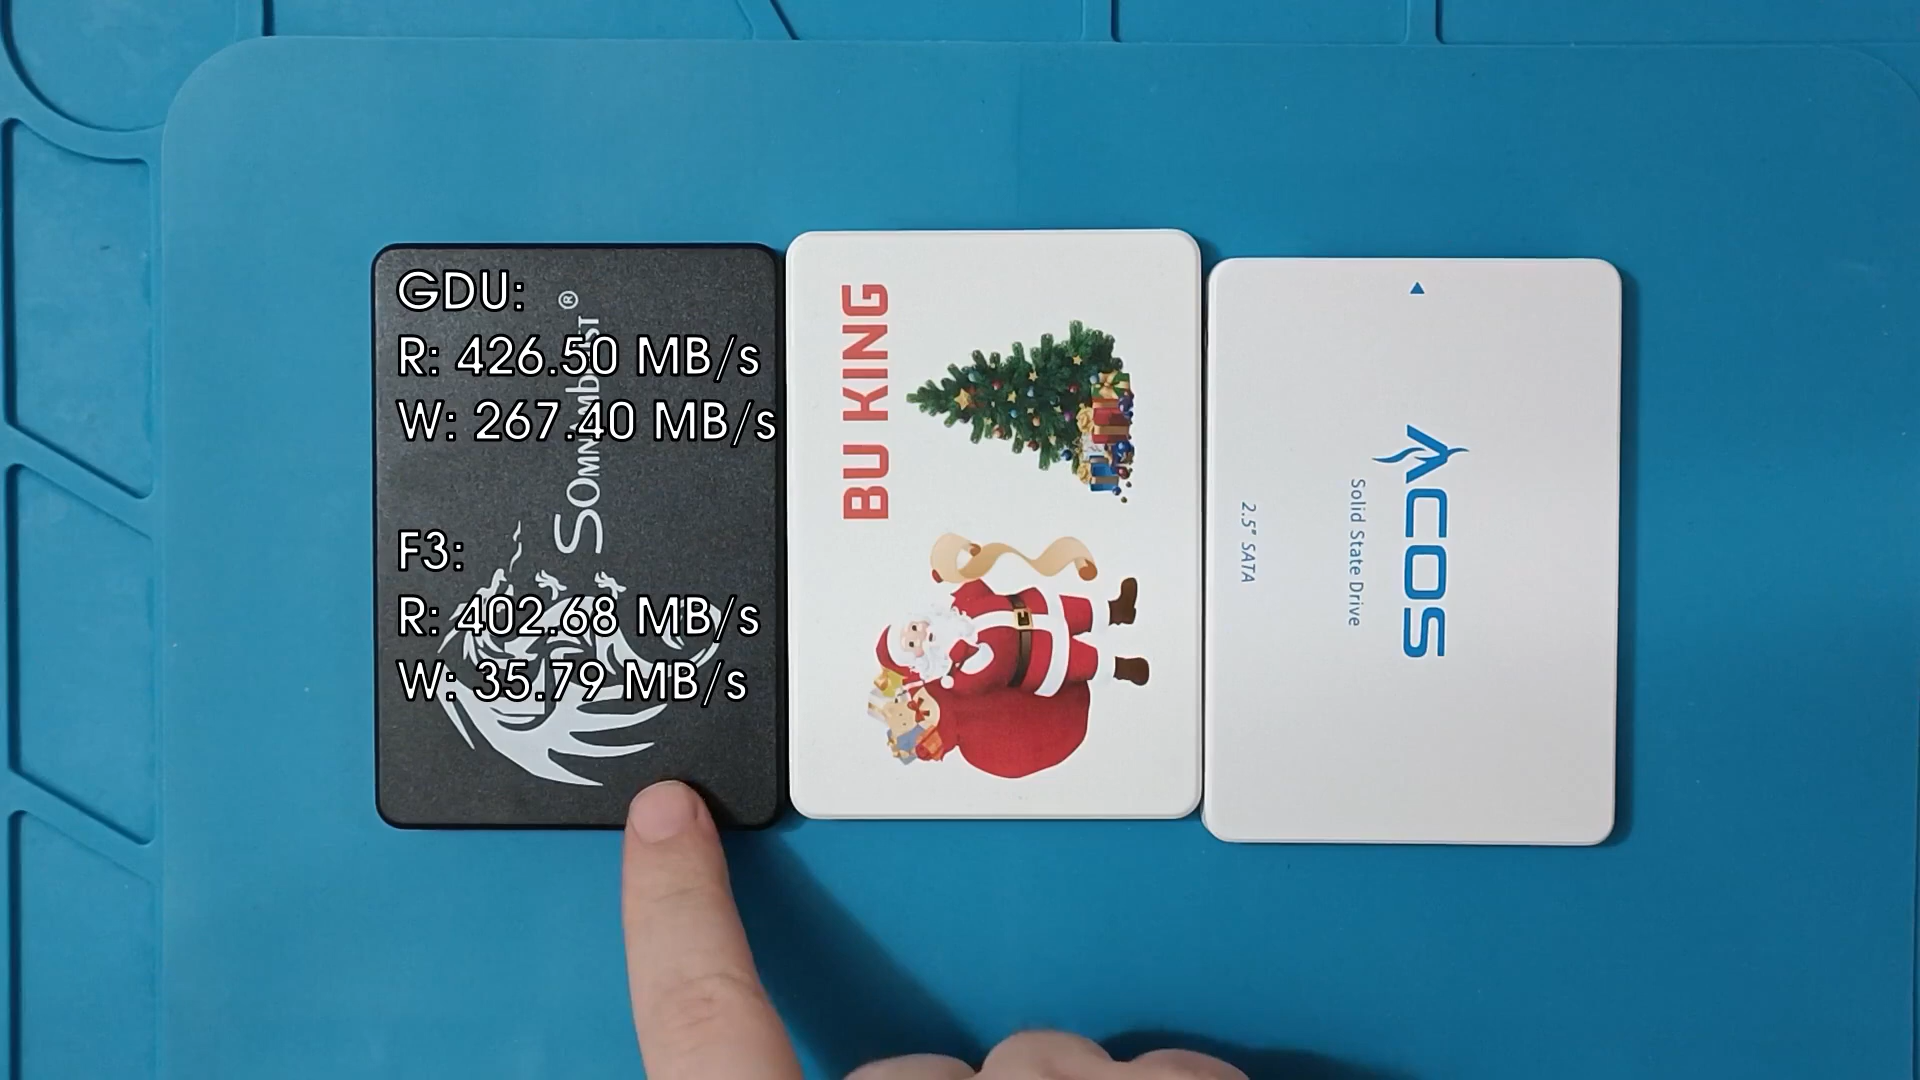 GDU:
R: 426.50 MB/s
W: 267.40 MB/s
F3:
R: 402.68 MB/s
W: 35.79 MB/s
SOMNAMBULIST®
BU KING
ACOS
Solid State Drive
2.5" SATA